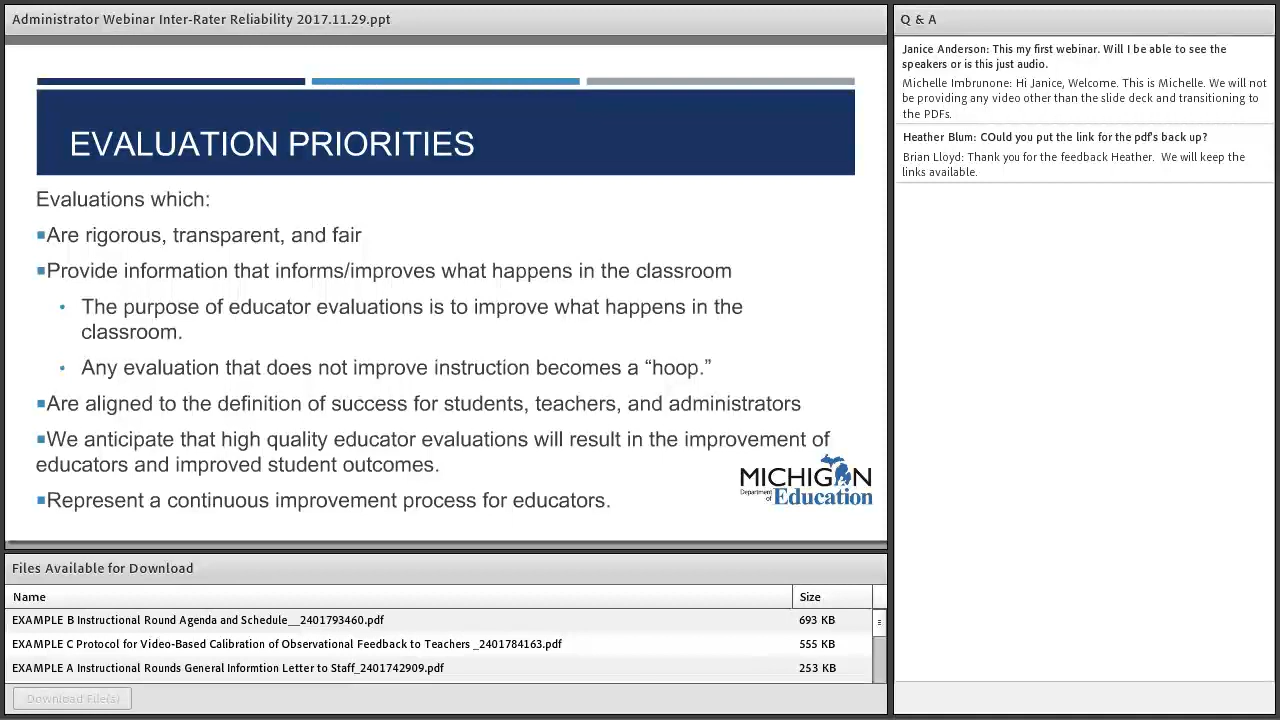 Administrator Webinar Inter-Rater Reliability 2017.11.29.ppt
EVALUATION PRIORITIES
Evaluations which:
▪Are rigorous, transparent, and fair
▪Provide information that informs/improves what happens in the classroom
• The purpose of educator evaluations is to improve what happens in the
classroom.
• Any evaluation that does not improve instruction becomes a “hoop.”
▪Are aligned to the definition of success for students, teachers, and administrators
▪We anticipate that high quality educator evaluations will result in the improvement of
educators and improved student outcomes.
▪Represent a continuous improvement process for educators.
MICHIGAN
Department of Education
Files Available for Download
Name Size
EXAMPLE B Instructional Round Agenda and Schedule__2401793460.pdf 693 KB
EXAMPLE C Protocol for Video-Based Calibration of Observational Feedback to Teachers _2401784163.pdf 555 KB
EXAMPLE A Instructional Rounds General Informtion Letter to Staff_2401742909.pdf 253 KB
Download File(s)
Q & A
Janice Anderson: This my first webinar. Will I be able to see the
speakers or is this just audio.
Michelle Imbrunone: Hi Janice, Welcome. This is Michelle. We will not
be providing any video other than the slide deck and transitioning to
the PDFs.
Heather Blum: COuld you put the link for the pdf's back up?
Brian Lloyd: Thank you for the feedback Heather. We will keep the
links available.